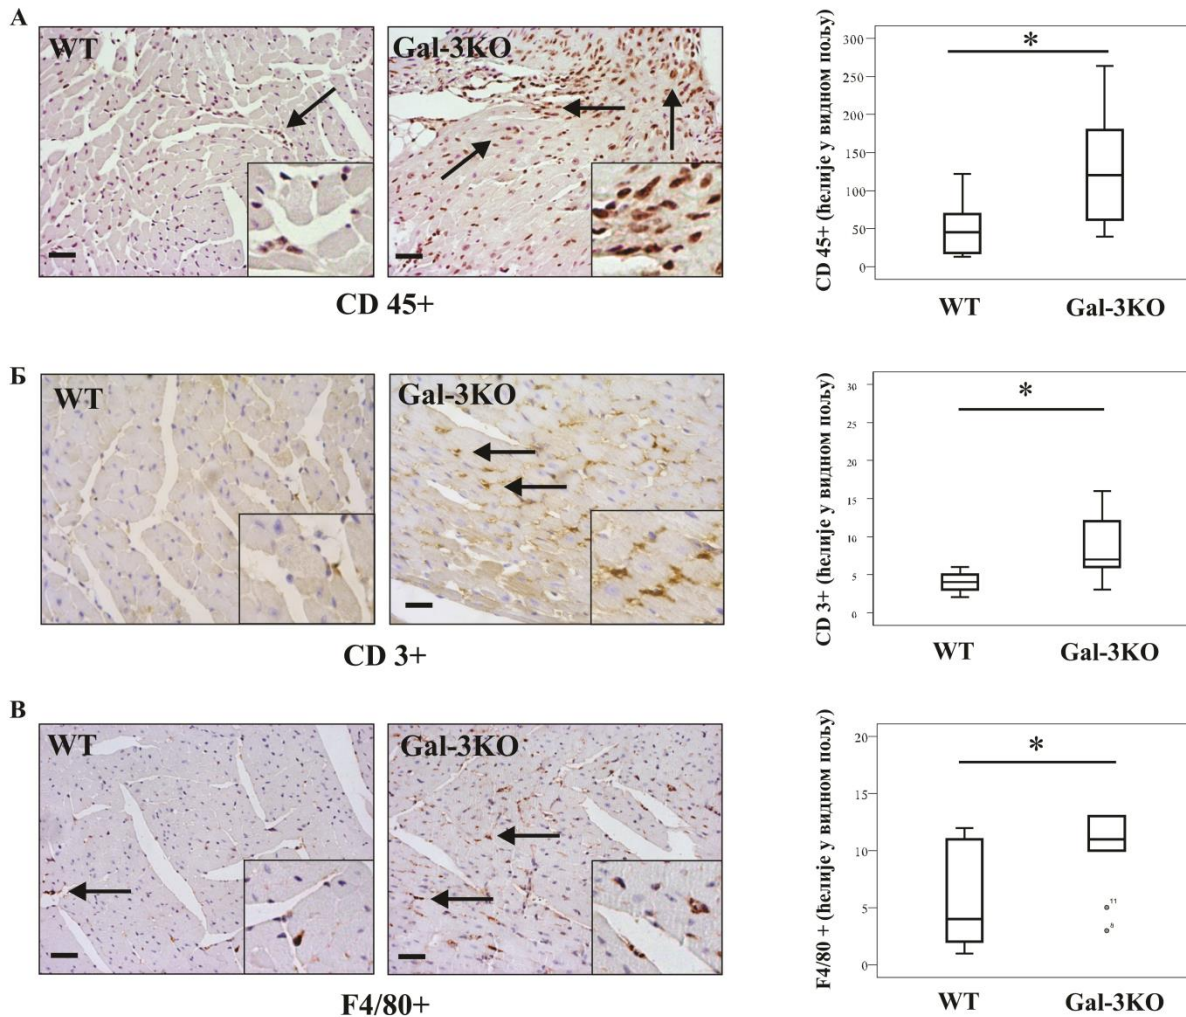 А
WT
Gal-3KO
CD 45+
CD 45+ (ћелије у видном пољу)
300
250
200
150
100
50
0
*
WT
Gal-3KO
Б
WT
Gal-3KO
CD 3+
CD 3+ (ћелије у видном пољу)
30
25
20
15
10
5
0
*
WT
Gal-3KO
В
WT
Gal-3KO
F4/80+
F4/80 + (ћелије у видном пољу)
20
15
10
5
0
*
11
8
WT
Gal-3KO